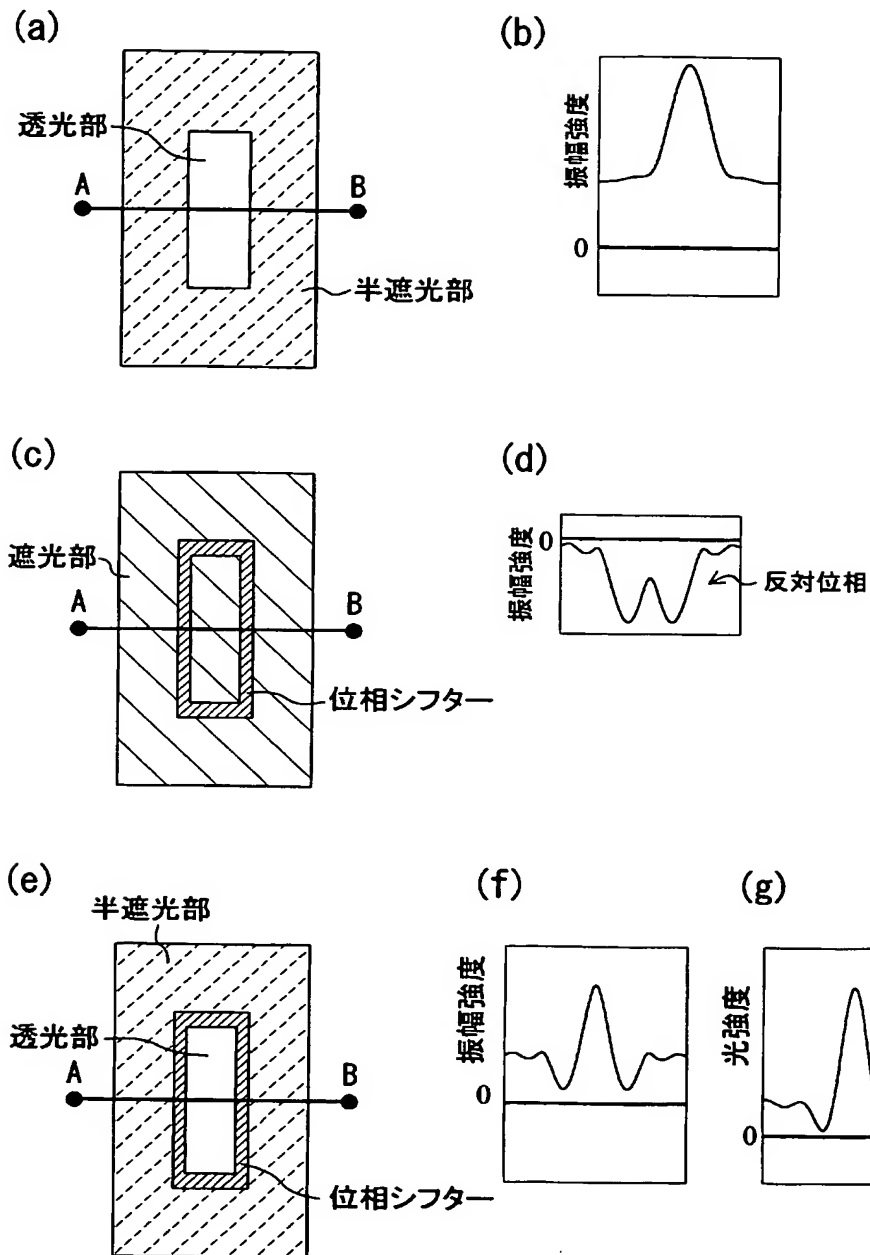 (a)
透光部
A
B
半遮光部
(b)
振幅強度
0
(c)
遮光部
A
B
位相シフター
(d)
0
振幅強度
反対位相
(e)
半遮光部
透光部
A
B
位相シフター
(f)
振幅強度
0
(g)
光強度
0